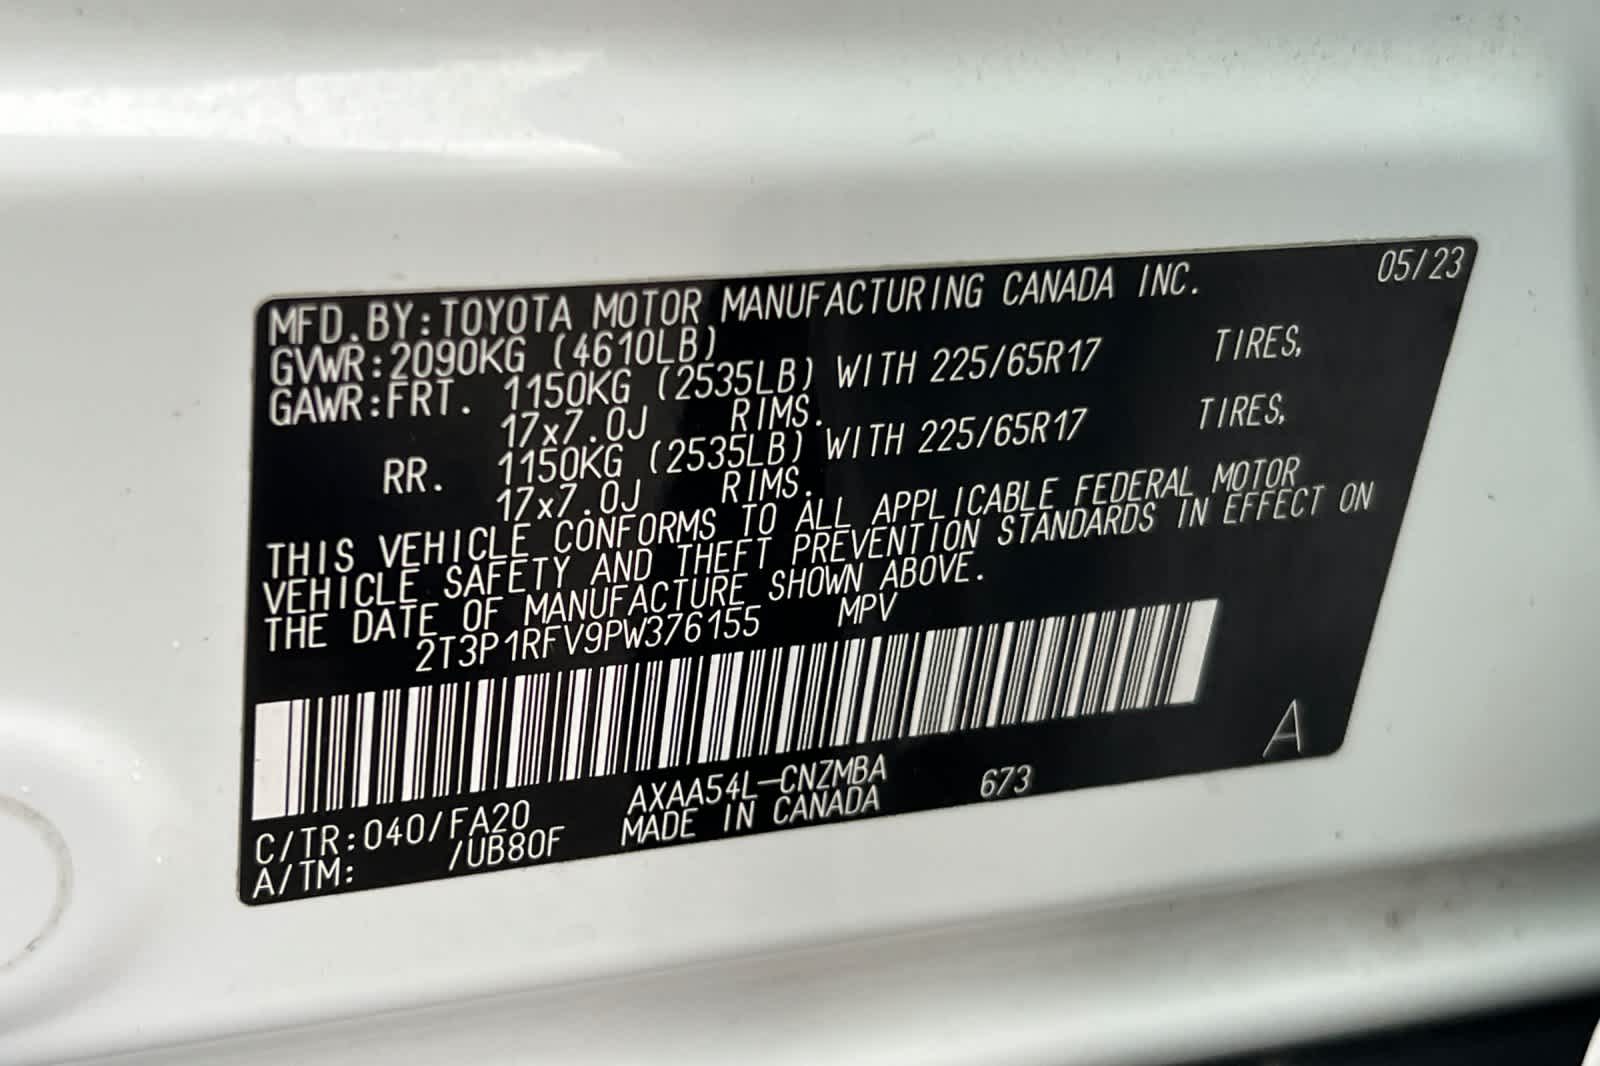 MFD.BY:TOYOTA MOTOR MANUFACTURING CANADA INC. 05/23
GVWR:2090KG (4610LB)
GAWR:FRT. 1150KG (2535LB) WITH 225/65R17 TIRES,
17x7.0J RIMS.
RR. 1150KG (2535LB) WITH 225/65R17 TIRES,
17x7.0J RIMS.
THIS VEHICLE CONFORMS TO ALL APPLICABLE FEDERAL MOTOR
VEHICLE SAFETY AND THEFT PREVENTION STANDARDS IN EFFECT ON
THE DATE OF MANUFACTURE SHOWN ABOVE.
2T3P1RFV9PW376155 MPV
A
C/TR:040/FA20 AXAA54L-CNZMBA 673
A/TM: /UB80F MADE IN CANADA